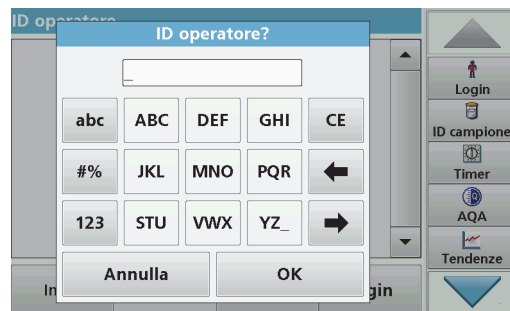 ID operatore
ID operatore?
_
abc ABC DEF GHI CE
#% JKL MNO PQR
123 STU VWX YZ_
Annulla OK
In gin
Login
ID campione
Timer
AQA
Tendenze